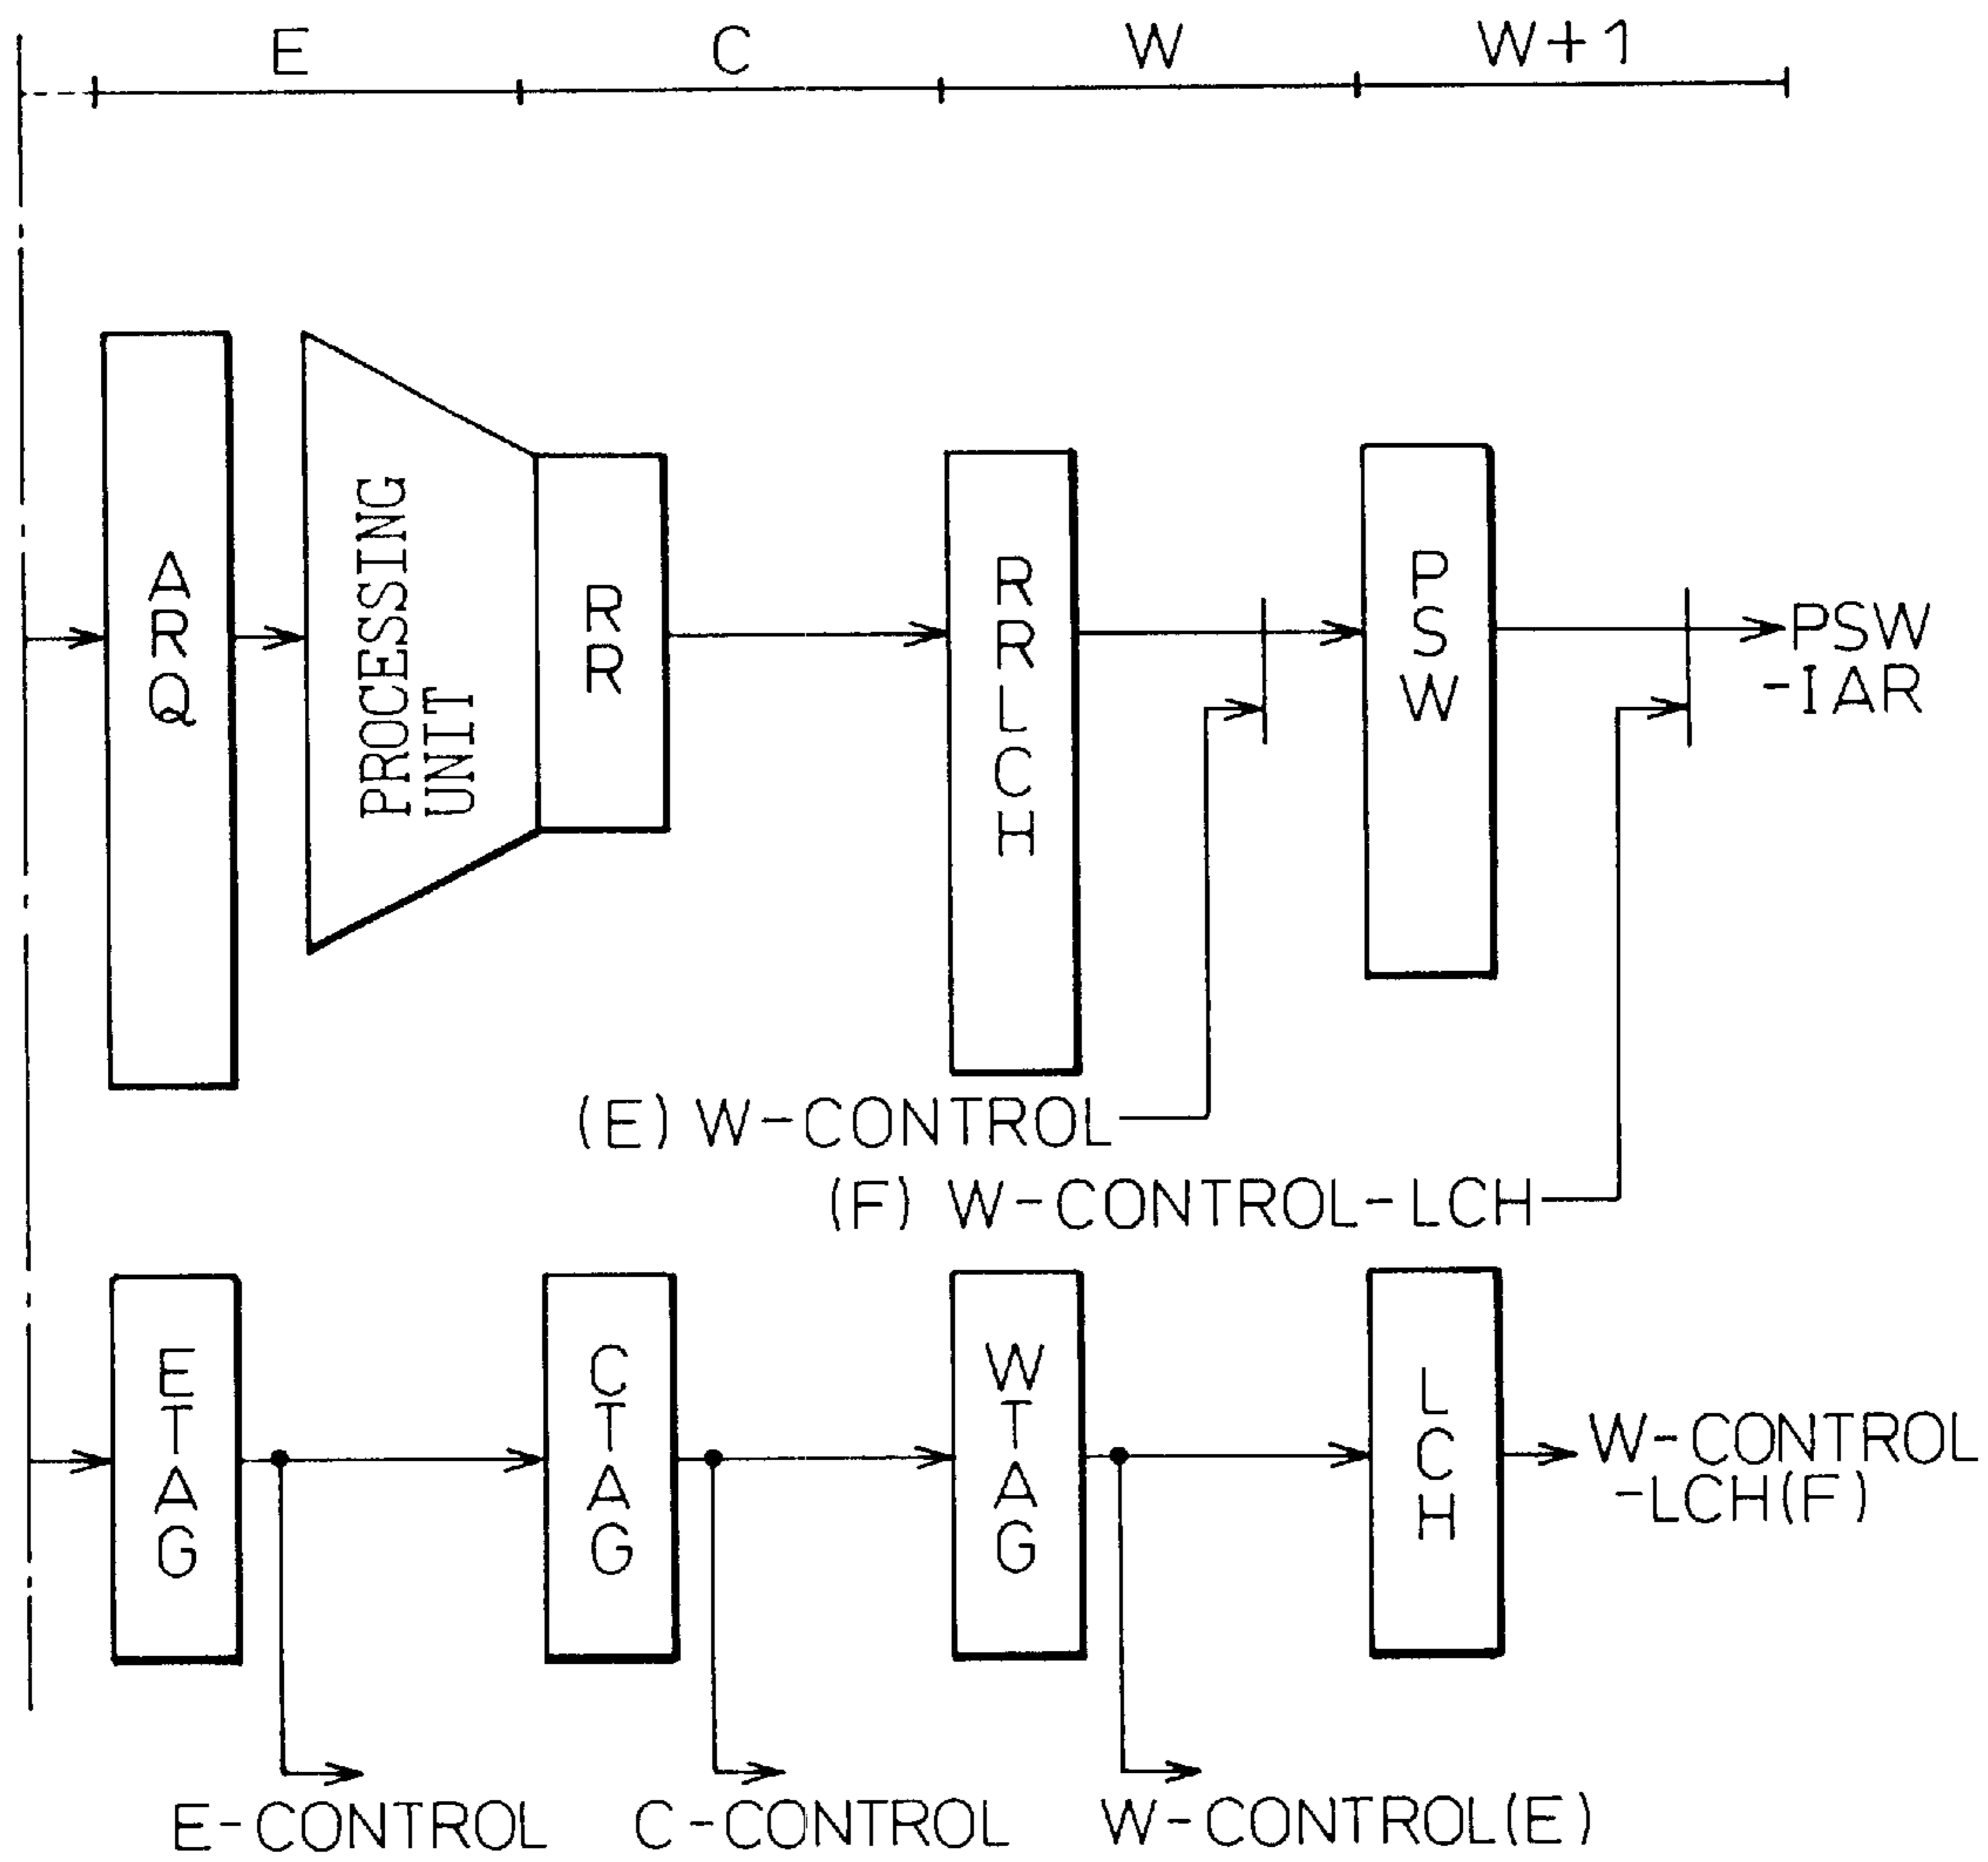 E C W W+1
ARQ
PROCESSING
UNIT
RR
RRLCH
PSW
PSW
-IAR
(E) W-CONTROL
(F) W-CONTROL-LCH
ETAG
CTAG
WTAG
LCH
W-CONTROL
-LCH(F)
E-CONTROL C-CONTROL W-CONTROL(E)